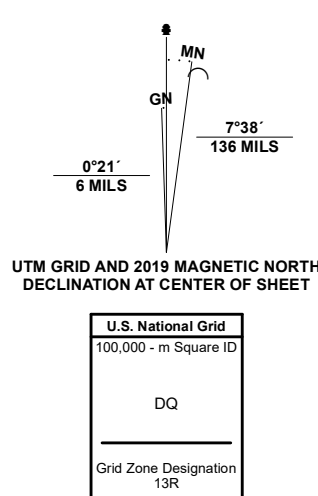 MN
GN
7°38´
136 MILS
0°21´
6 MILS
UTM GRID AND 2019 MAGNETIC NORTH
DECLINATION AT CENTER OF SHEET
U.S. National Grid
100,000 - m Square ID
DQ
Grid Zone Designation
13R